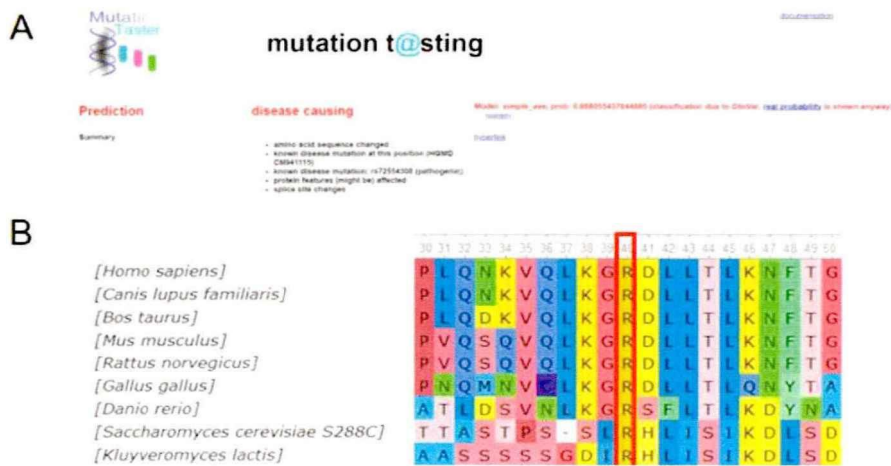 A
Mutation
Taster
mutation t@sting
documentation
Prediction
disease causing
Summary
• amino acid sequence changed
• known disease mutation at this position (HGMD
CM941115)
• known disease mutation: rs72554308 (pathogenic)
• protein features (might be) affected
• splice site changes
B
30 31 32 33 34 35 36 37 38 39 40 41 42 43 44 45 46 47 48 49 50
[Homo sapiens] P L Q N K V Q L K G R D L L T L K N F T G
[Canis lupus familiaris] P L Q N K V Q L K G R D L L T L K N F T G
[Bos taurus] P L Q D K V Q L K G R D L L T L K N F T G
[Mus musculus] P V Q S Q V Q L K G R D L L T L K N F T G
[Rattus norvegicus] P V Q S Q V Q L K G R D L L T L K N F T G
[Gallus gallus] P N Q M N V L K G R D L L T L Q N Y T A
[Danio rerio] A T L D S V N L K G R S F L T L K D Y N A
[Saccharomyces cerevisiae S288C] T T A S T P - S L R H L I S I K D L S D
[Kluyveromyces lactis] A A S S S S S G D I R H L I S I K D L S D